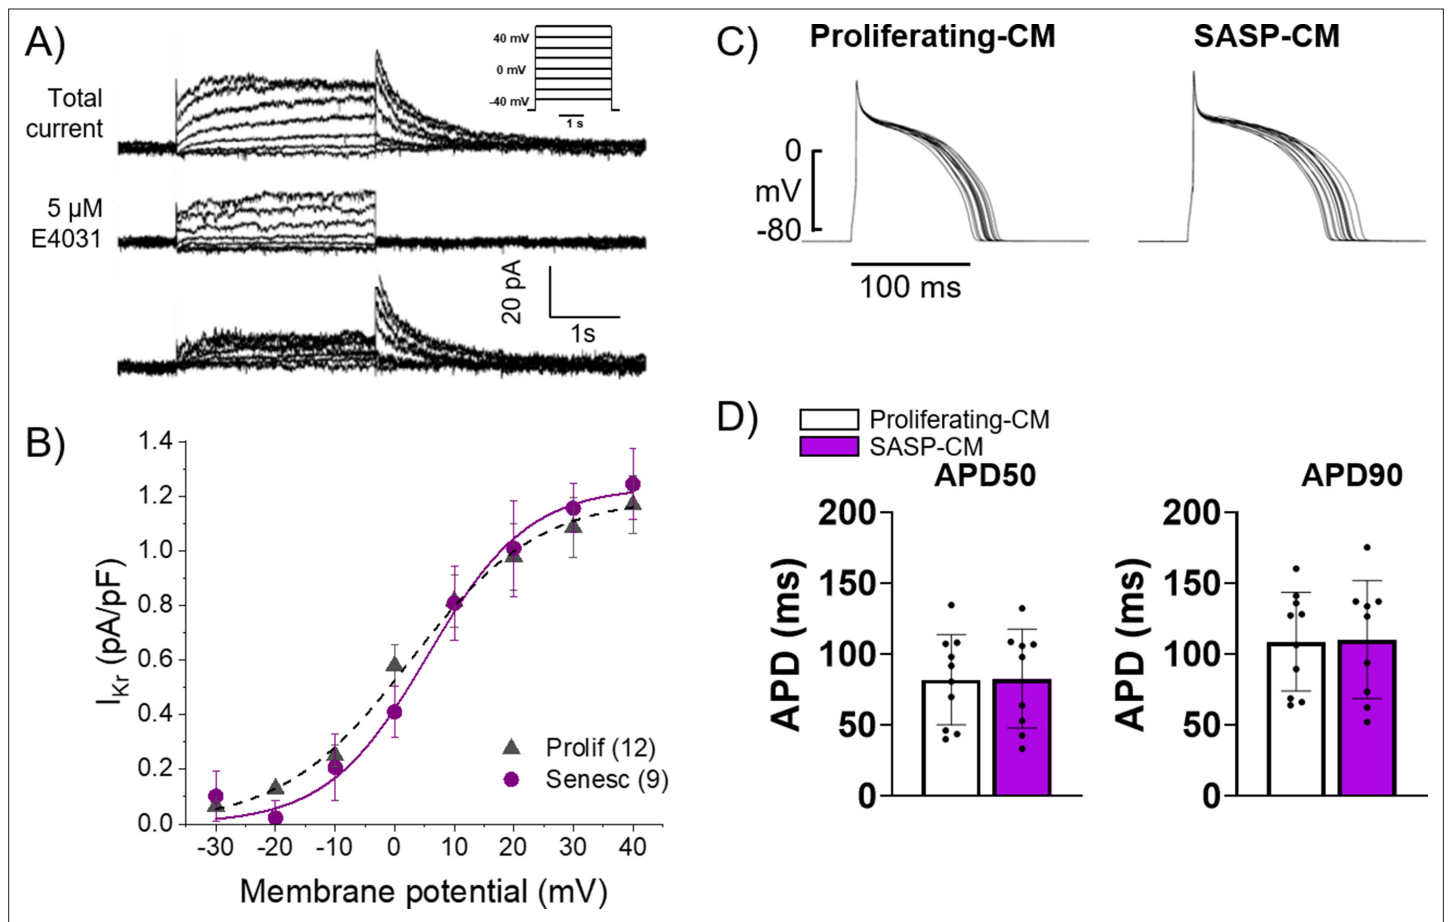 A)
Total
current
40 mV
0 mV
-40 mV
1 s
5 µM
E4031
20 pA
1s
B)
1.4
1.2
1.0
0.8
0.6
0.4
0.2
0.0
I_Kr (pA/pF)
Prolif (12)
Senesc (9)
-30 -20 -10 0 10 20 30 40
Membrane potential (mV)
C)
Proliferating-CM SASP-CM
0
mV
-80
100 ms
D)
Proliferating-CM
SASP-CM
APD50
200
150
100
50
0
APD (ms)
APD90
200
150
100
50
0
APD (ms)